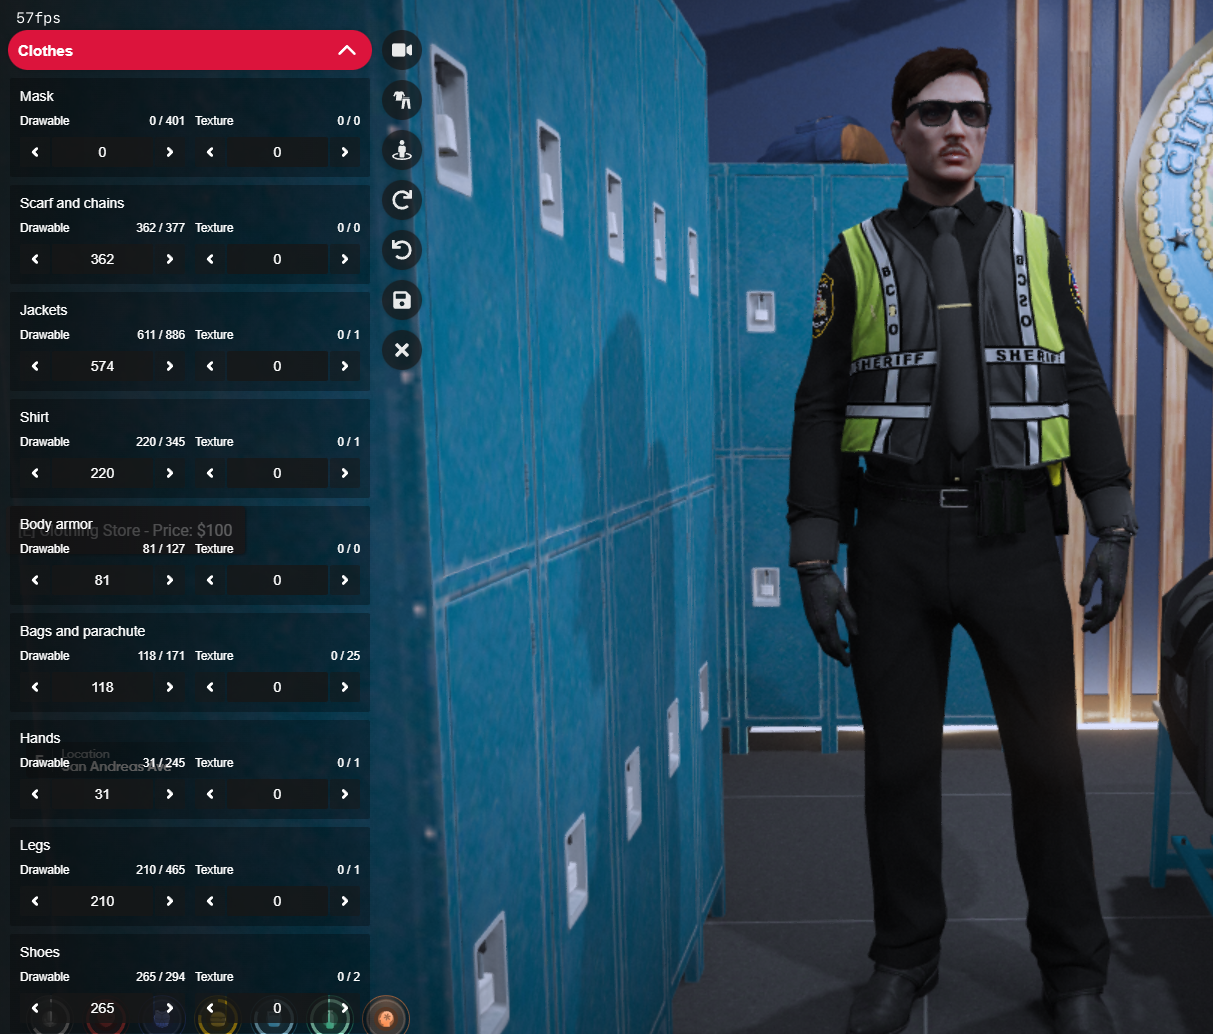 57fps
Clothes
Mask
Drawable 0 / 401 Texture 0 / 0
0 0
Scarf and chains
Drawable 362 / 377 Texture 0 / 0
362 0
Jackets
Drawable 611 / 886 Texture 0 / 1
574 0
Shirt
Drawable 220 / 345 Texture 0 / 1
220 0
Body armor
Clothing Store - Price: $100
Drawable 81 / 127 Texture 0 / 0
81 0
Bags and parachute
Drawable 118 / 171 Texture 0 / 25
118 0
Hands
Location
Drawable 31 / 245 Texture 0 / 1
San Andreas Ave
31 0
Legs
Drawable 210 / 465 Texture 0 / 1
210 0
Shoes
Drawable 265 / 294 Texture 0 / 2
265 0
BCSO
BCSO
SHERIFF
SHERIFF
CITY